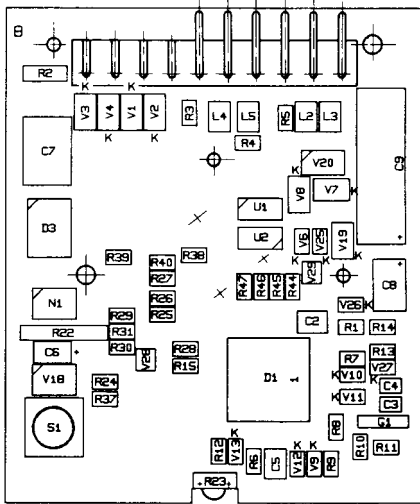 B
R2
K K
V3 V4 V1 V2 R3 L4 L5 R5 L2 L3
K K
R4
C7 V20 C9
K
V8 V7 K
U1
D3 U2 V6 V25 V19
K K K
R39 R40 R38 V29
R27 C8
R47 R46 R45 R44
N1 R26 V26 K
R29 R25 C2 R1 R14
R22 R31
C6 R30 V28 R28 R7 R13
V18 R15 K V10 V27
R24 D1 1 K C4
R37 K V11 C3
S1 R8 G1
K R10 R11
R12 V13 K K
R6 C5 V12 V9 R9
R23